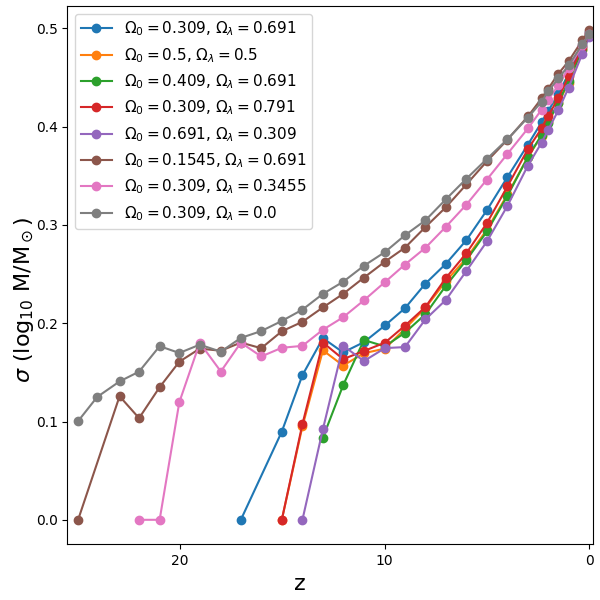 Ω₀ = 0.309, Ωλ = 0.691
Ω₀ = 0.5, Ωλ = 0.5
Ω₀ = 0.409, Ωλ = 0.691
Ω₀ = 0.309, Ωλ = 0.791
Ω₀ = 0.691, Ωλ = 0.309
Ω₀ = 0.1545, Ωλ = 0.691
Ω₀ = 0.309, Ωλ = 0.3455
Ω₀ = 0.309, Ωλ = 0.0
0.5
0.4
0.3
0.2
0.1
0.0
σ (log₁₀ M/M⊙)
20 10 0
z